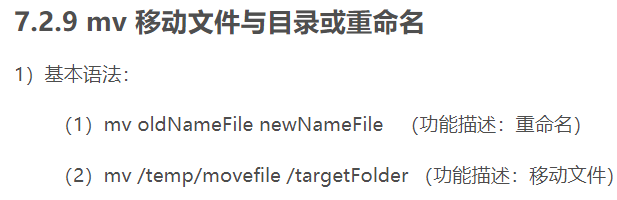 7.2.9 mv 移动文件与目录或重命名
1）基本语法：
（1）mv oldNameFile newNameFile （功能描述：重命名）
（2）mv /temp/movefile /targetFolder （功能描述：移动文件）